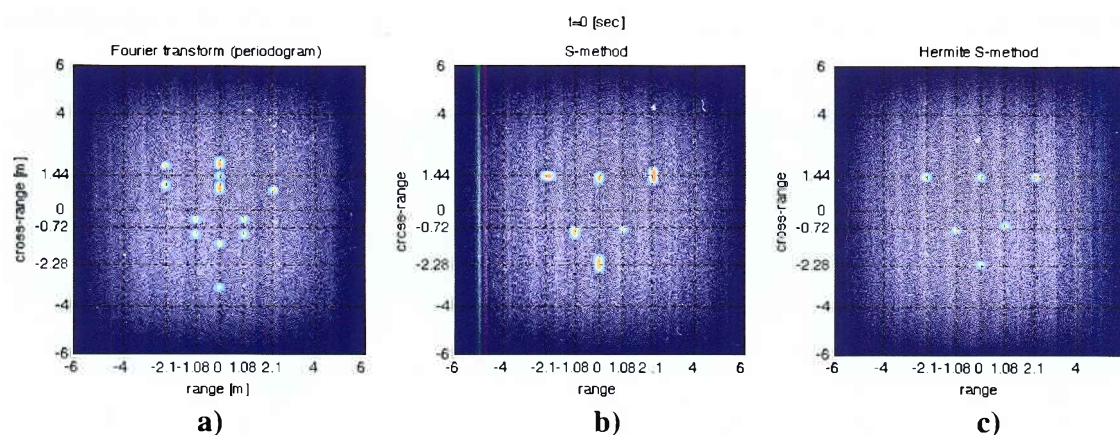 t=0 [sec]
Fourier transform (periodogram)
S-method
Hermite S-method
6
4
1.44
0
-0.72
-2.28
-4
-6
cross-range [m]
-6 -4 -2.1 -1.08 0 1.08 2.1 4 6
range [m]
a)
6
4
1.44
0
-0.72
-2.28
-4
-6
cross-range
-6 -4 -2.1 -1.08 0 1.08 2.1 4 6
range
b)
6
4
1.44
0
-0.72
-2.28
-4
-6
cross-range
-6 -4 -2.1 -1.08 0 1.08 2.1 4
range
c)